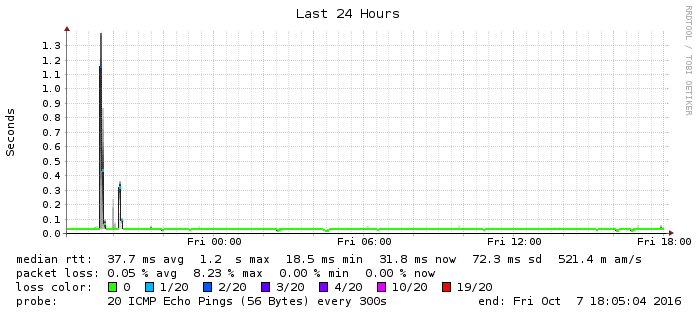 Last 24 Hours
RRDTOOL / TOBI OETIKER
Seconds
1.3
1.2
1.1
1.0
0.9
0.8
0.7
0.6
0.5
0.4
0.3
0.2
0.1
0.0
Fri 00:00 Fri 06:00 Fri 12:00 Fri 18:00
median rtt: 37.7 ms avg 1.2 s max 18.5 ms min 31.8 ms now 72.3 ms sd 521.4 m am/s
packet loss: 0.05 % avg 8.23 % max 0.00 % min 0.00 % now
loss color: 0 1/20 2/20 3/20 4/20 10/20 19/20
probe: 20 ICMP Echo Pings (56 Bytes) every 300s end: Fri Oct 7 18:05:04 2016